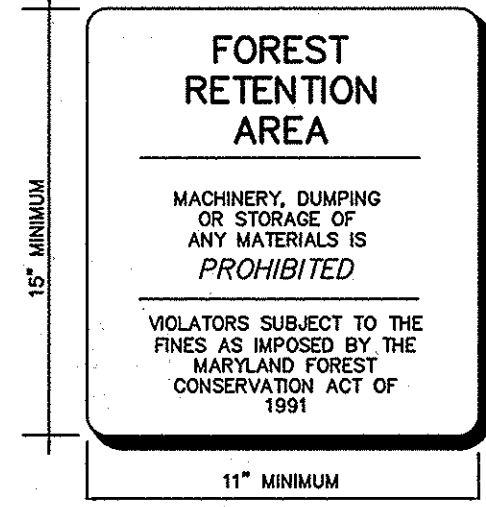 FOREST
RETENTION
AREA
MACHINERY, DUMPING
OR STORAGE OF
ANY MATERIALS IS
PROHIBITED
VIOLATORS SUBJECT TO THE
FINES AS IMPOSED BY THE
MARYLAND FOREST
CONSERVATION ACT OF
1991
15" MINIMUM
11" MINIMUM